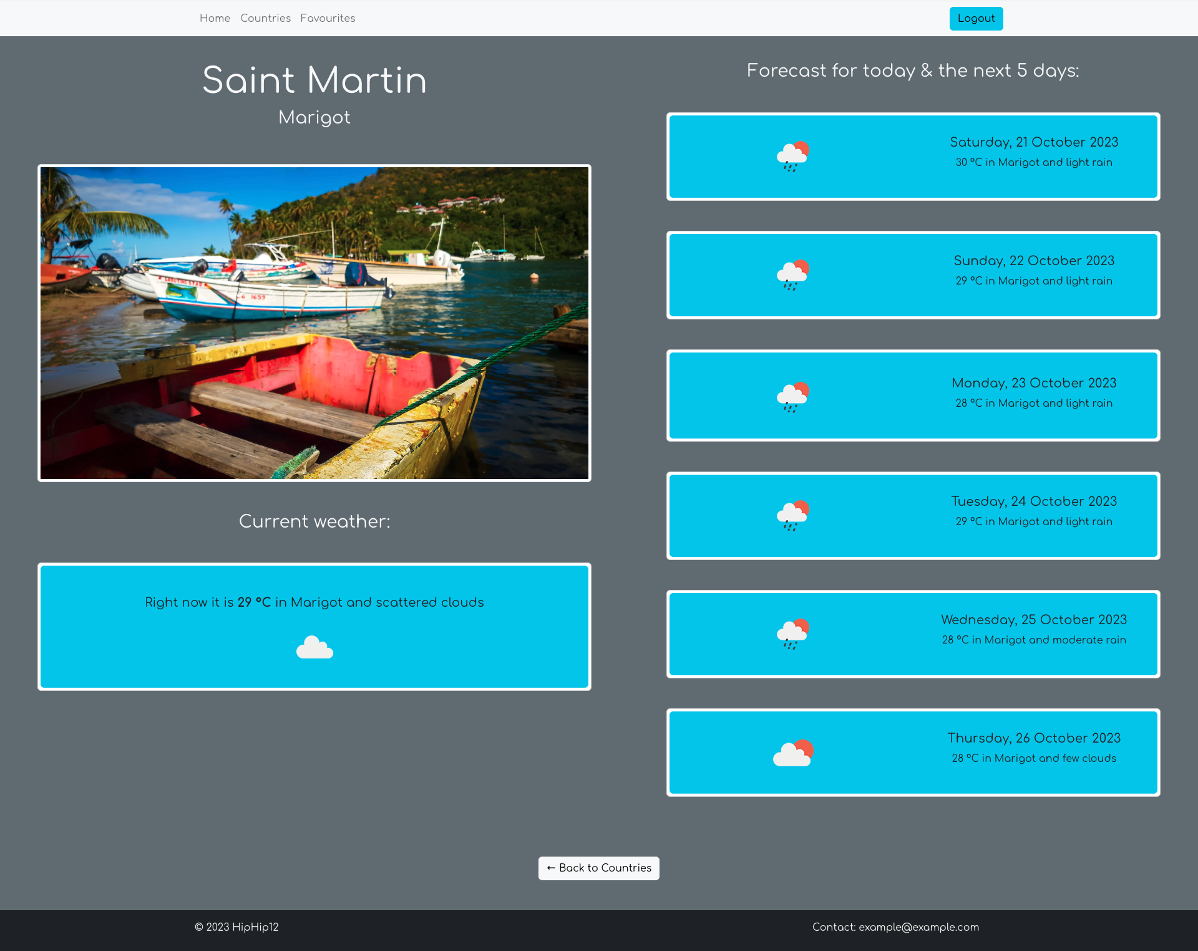 Home Countries Favourites Logout
Saint Martin
Marigot
Current weather:
Right now it is 29 °C in Marigot and scattered clouds
Forecast for today & the next 5 days:
Saturday, 21 October 2023
30 °C in Marigot and light rain
Sunday, 22 October 2023
29 °C in Marigot and light rain
Monday, 23 October 2023
28 °C in Marigot and light rain
Tuesday, 24 October 2023
29 °C in Marigot and light rain
Wednesday, 25 October 2023
28 °C in Marigot and moderate rain
Thursday, 26 October 2023
28 °C in Marigot and few clouds
← Back to Countries
© 2023 HipHip12
Contact: example@example.com